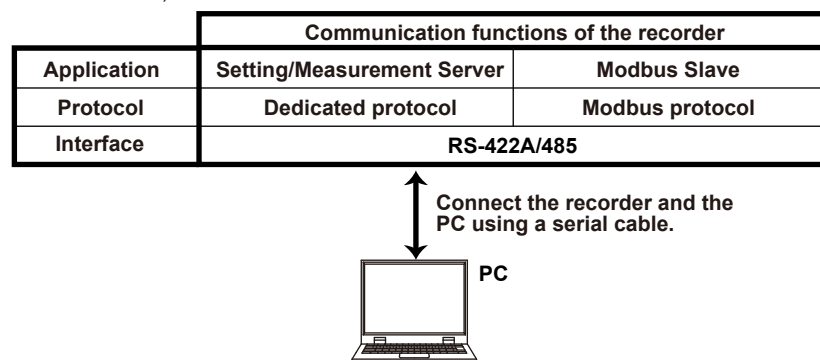 Communication functions of the recorder
Application Setting/Measurement Server Modbus Slave
Protocol Dedicated protocol Modbus protocol
Interface RS-422A/485
Connect the recorder and the
PC using a serial cable.
PC